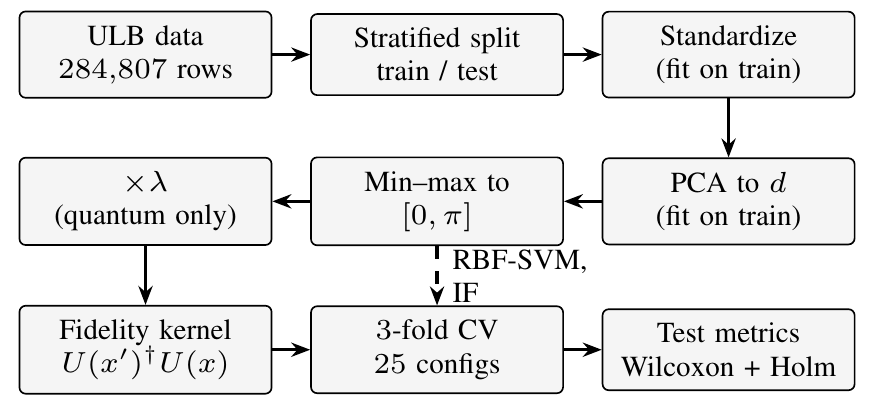 ULB data
284,807 rows
Stratified split
train / test
Standardize
(fit on train)
×λ
(quantum only)
Min–max to
[0, π]
PCA to d
(fit on train)
RBF-SVM,
IF
Fidelity kernel
U(x′)†U(x)
3-fold CV
25 configs
Test metrics
Wilcoxon + Holm